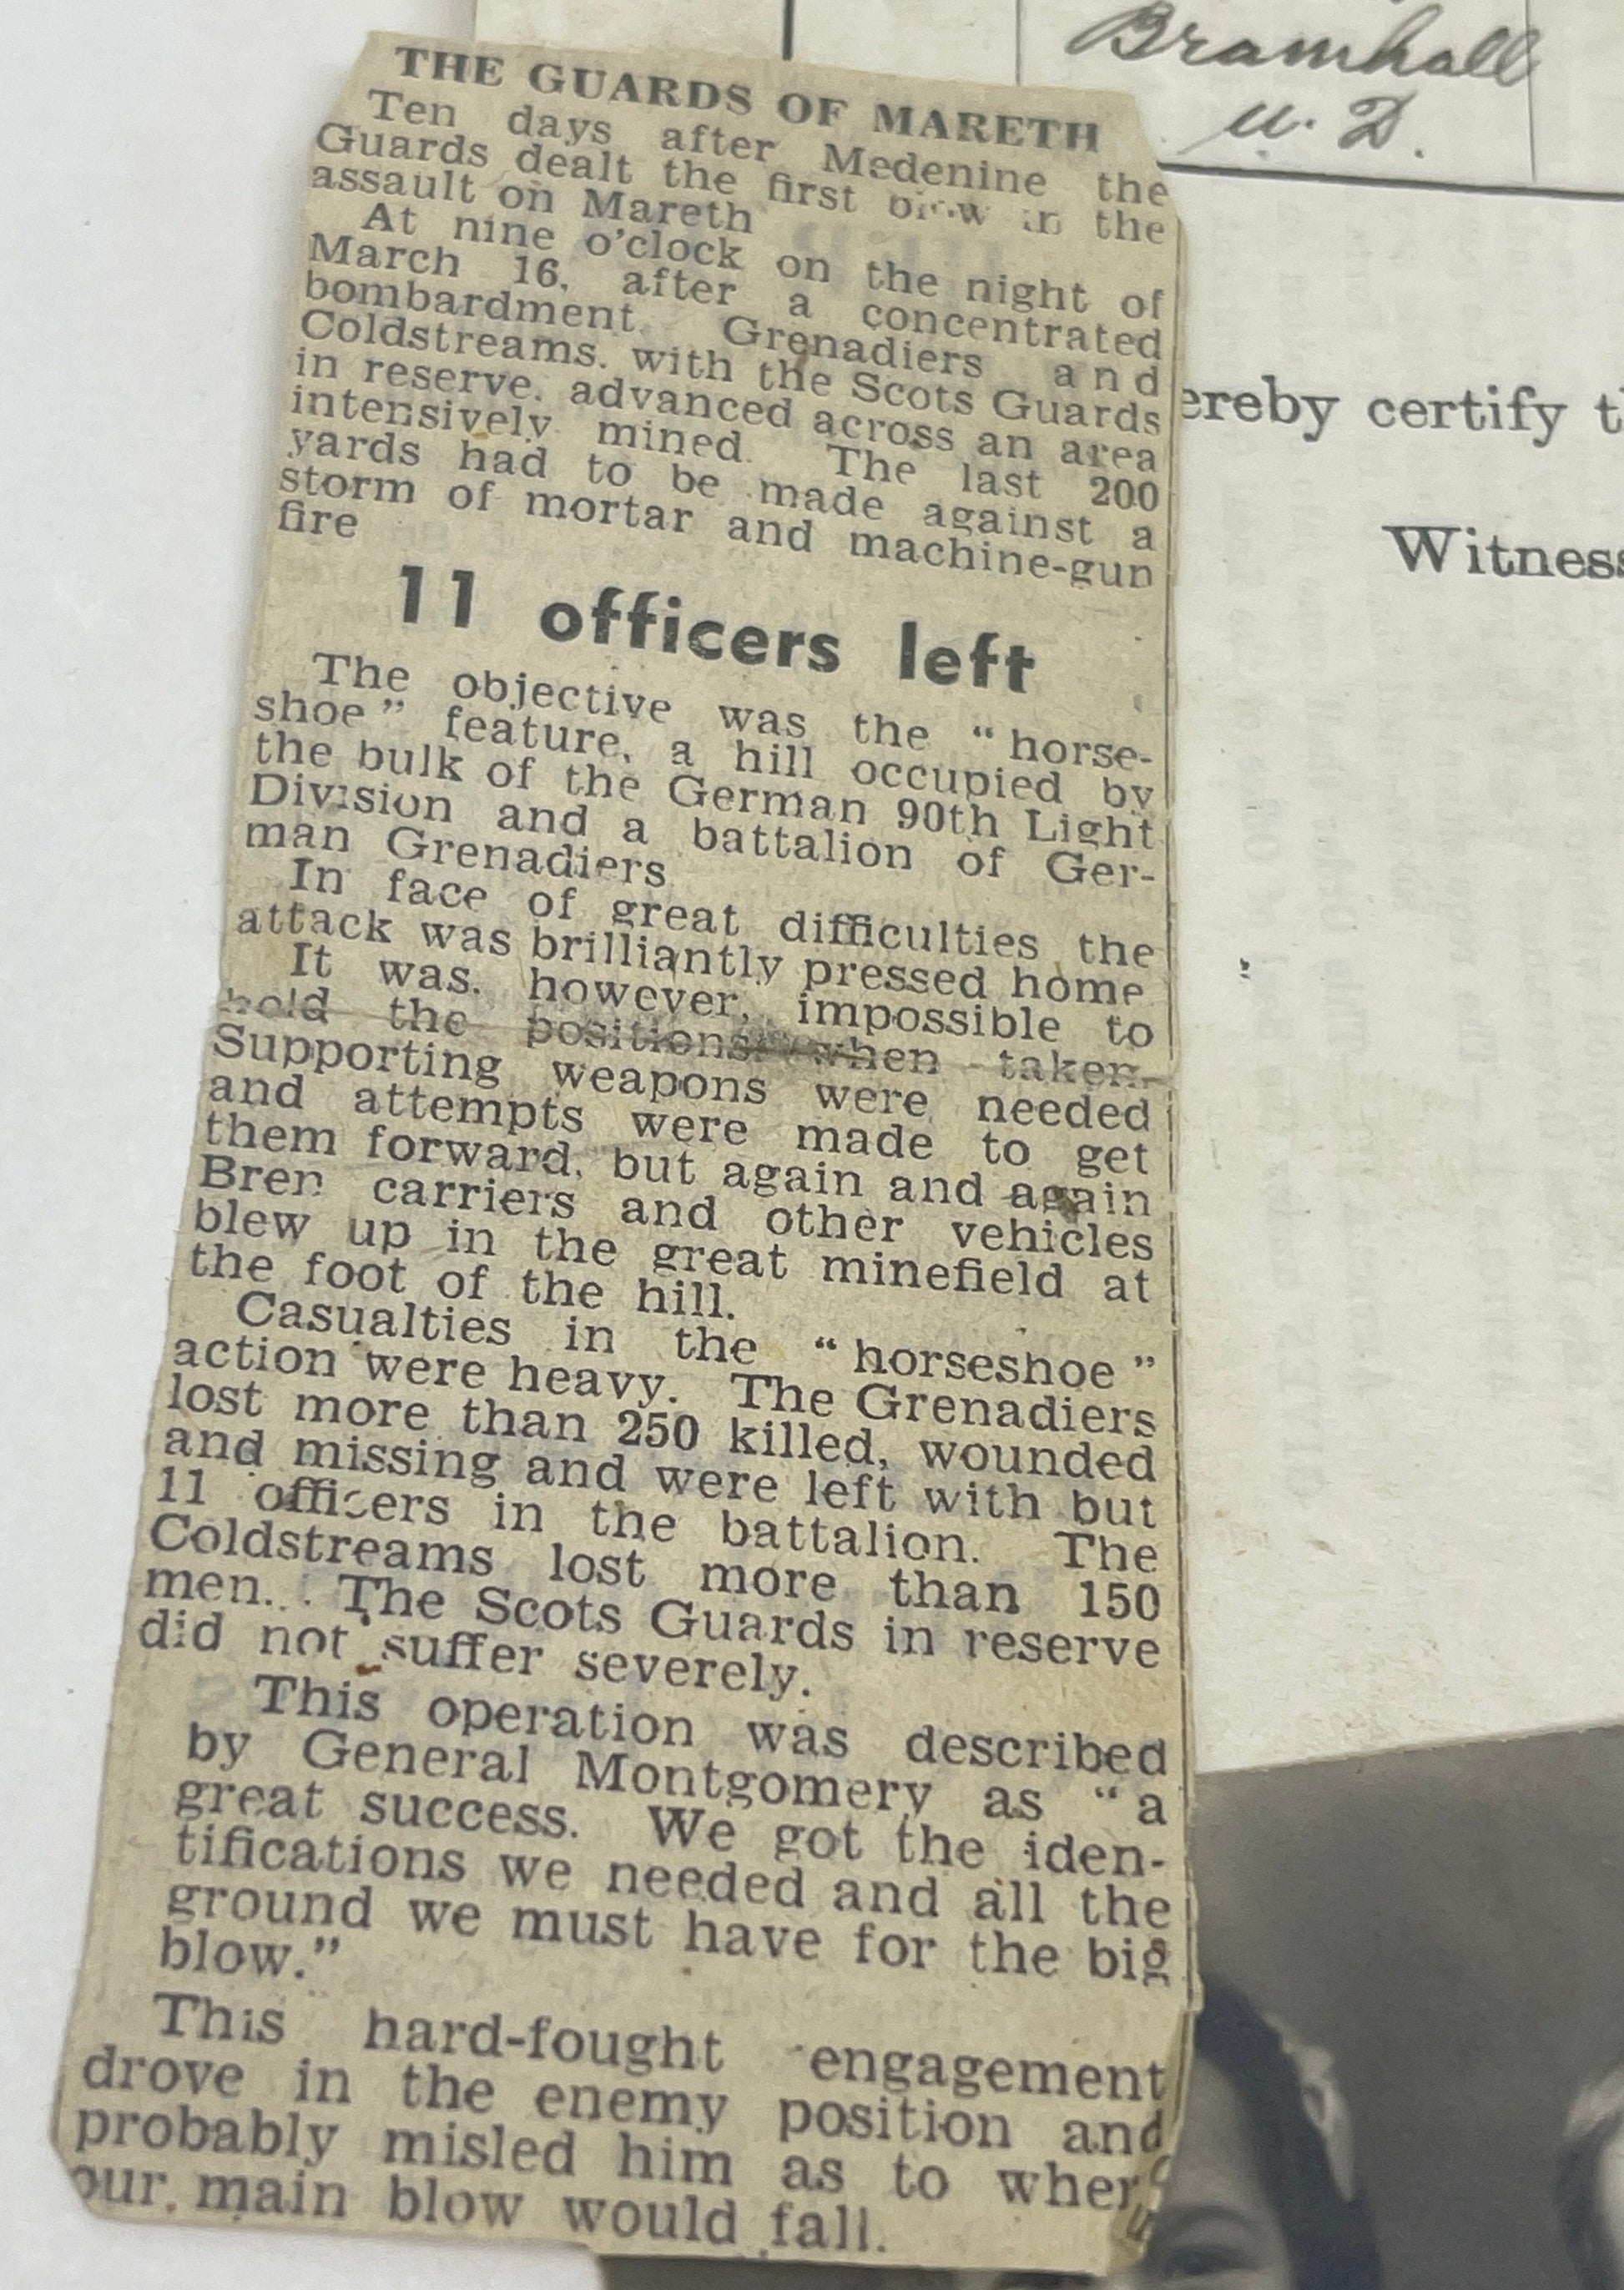 THE GUARDS OF MARETH
Ten days after Medenine the
Guards dealt the first blow in the
assault on Mareth
At nine o'clock on the night of
March 16, after a concentrated
bombardment, Grenadiers and
Coldstreams, with the Scots Guards
in reserve, advanced across an area
intensively mined. The last 200
yards had to be made against a
storm of mortar and machine-gun
fire
11 officers left
The objective was the "horse-
shoe" feature, a hill occupied by
the bulk of the German 90th Light
Division and a battalion of Ger-
man Grenadiers
In face of great difficulties the
attack was brilliantly pressed home
It was, however, impossible to
hold the positions when taken.
Supporting weapons were needed
and attempts were made to get
them forward, but again and again
Bren carriers and other vehicles
blew up in the great minefield at
the foot of the hill.
Casualties in the "horseshoe"
action were heavy. The Grenadiers
lost more than 250 killed, wounded
and missing and were left with but
11 officers in the battalion. The
Coldstreams lost more than 150
men. The Scots Guards in reserve
did not suffer severely.
This operation was described
by General Montgomery as "a
great success. We got the iden-
tifications we needed and all the
ground we must have for the big
blow."
This hard-fought engagement
drove in the enemy position and
probably misled him as to where
our main blow would fall.
Bramhall
U. D.
ereby certify t
Witness